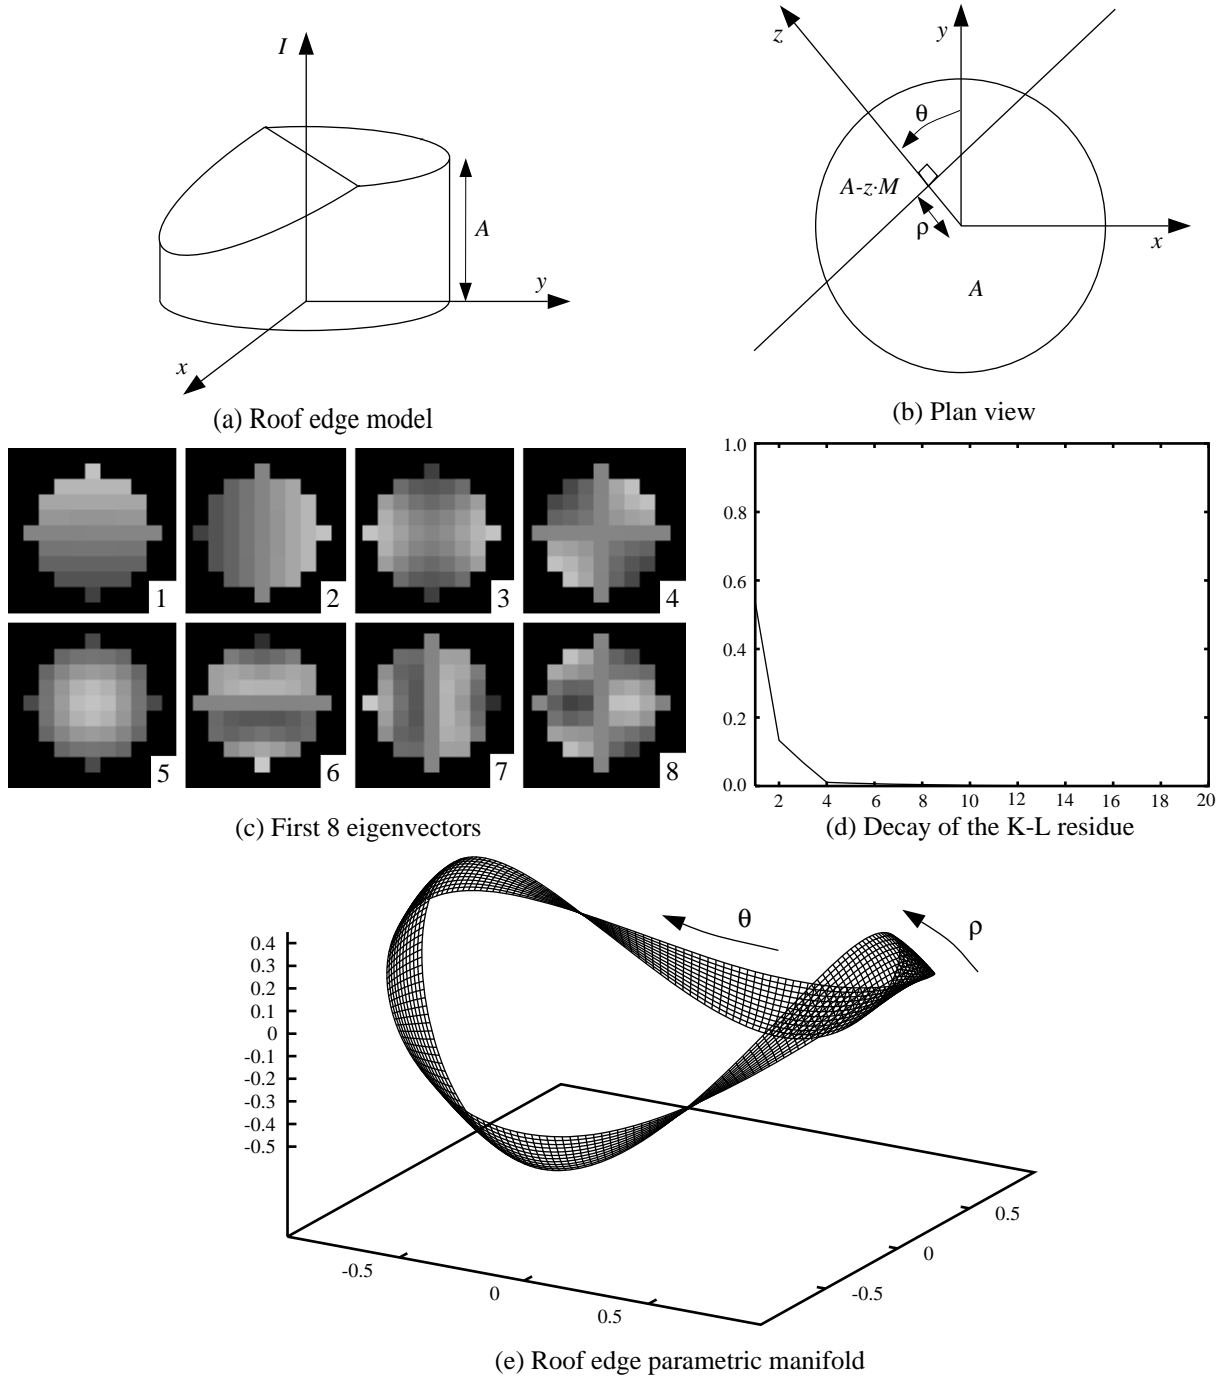 I
A
y
x
(a) Roof edge model
z
y
θ
A-z·M
ρ
x
A
(b) Plan view
1
2
3
4
5
6
7
8
(c) First 8 eigenvectors
1.0
0.8
0.6
0.4
0.2
0.0
2 4 6 8 10 12 14 16 18 20
(d) Decay of the K-L residue
θ
ρ
0.4
0.3
0.2
0.1
0
-0.1
-0.2
-0.3
-0.4
-0.5
-0.5
0
0.5
-0.5
0
0.5
(e) Roof edge parametric manifold